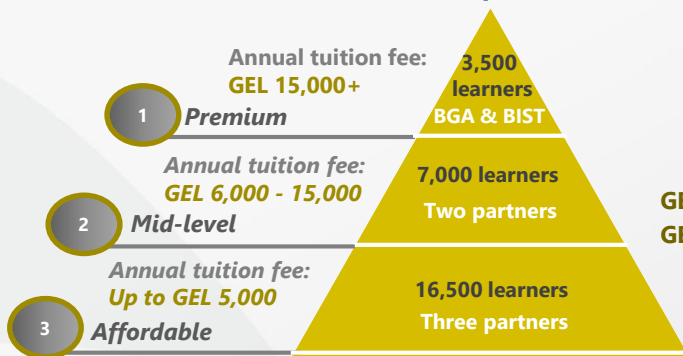 Annual tuition fee:
GEL 15,000+
1
Premium
3,500
learners
BGA & BIST
Annual tuition fee:
GEL 6,000 - 15,000
2
Mid-level
7,000 learners
Two partners
Annual tuition fee:
Up to GEL 5,000
3
Affordable
16,500 learners
Three partners